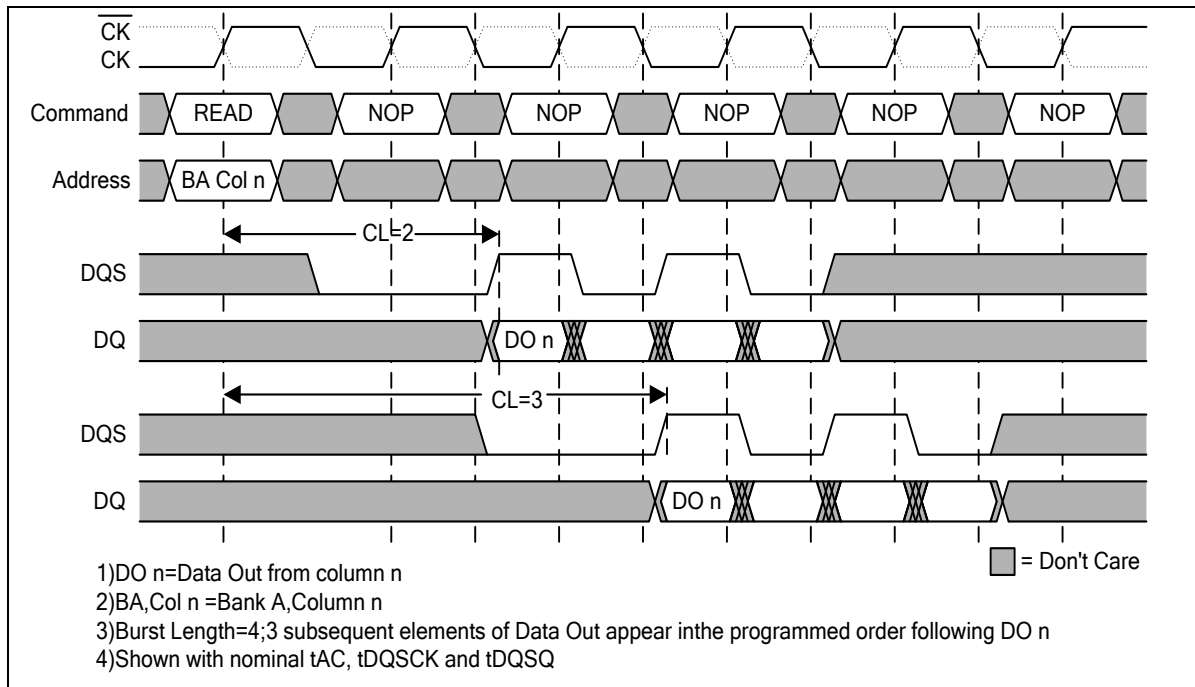 CK
CK
Command READ NOP NOP NOP NOP NOP
Address BA Col n
CL=2
DQS
DQ DO n
CL=3
DQS
DQ DO n
1)DO n=Data Out from column n
= Don't Care
2)BA,Col n =Bank A,Column n
3)Burst Length=4;3 subsequent elements of Data Out appear inthe programmed order following DO n
4)Shown with nominal tAC, tDQSCK and tDQSQ